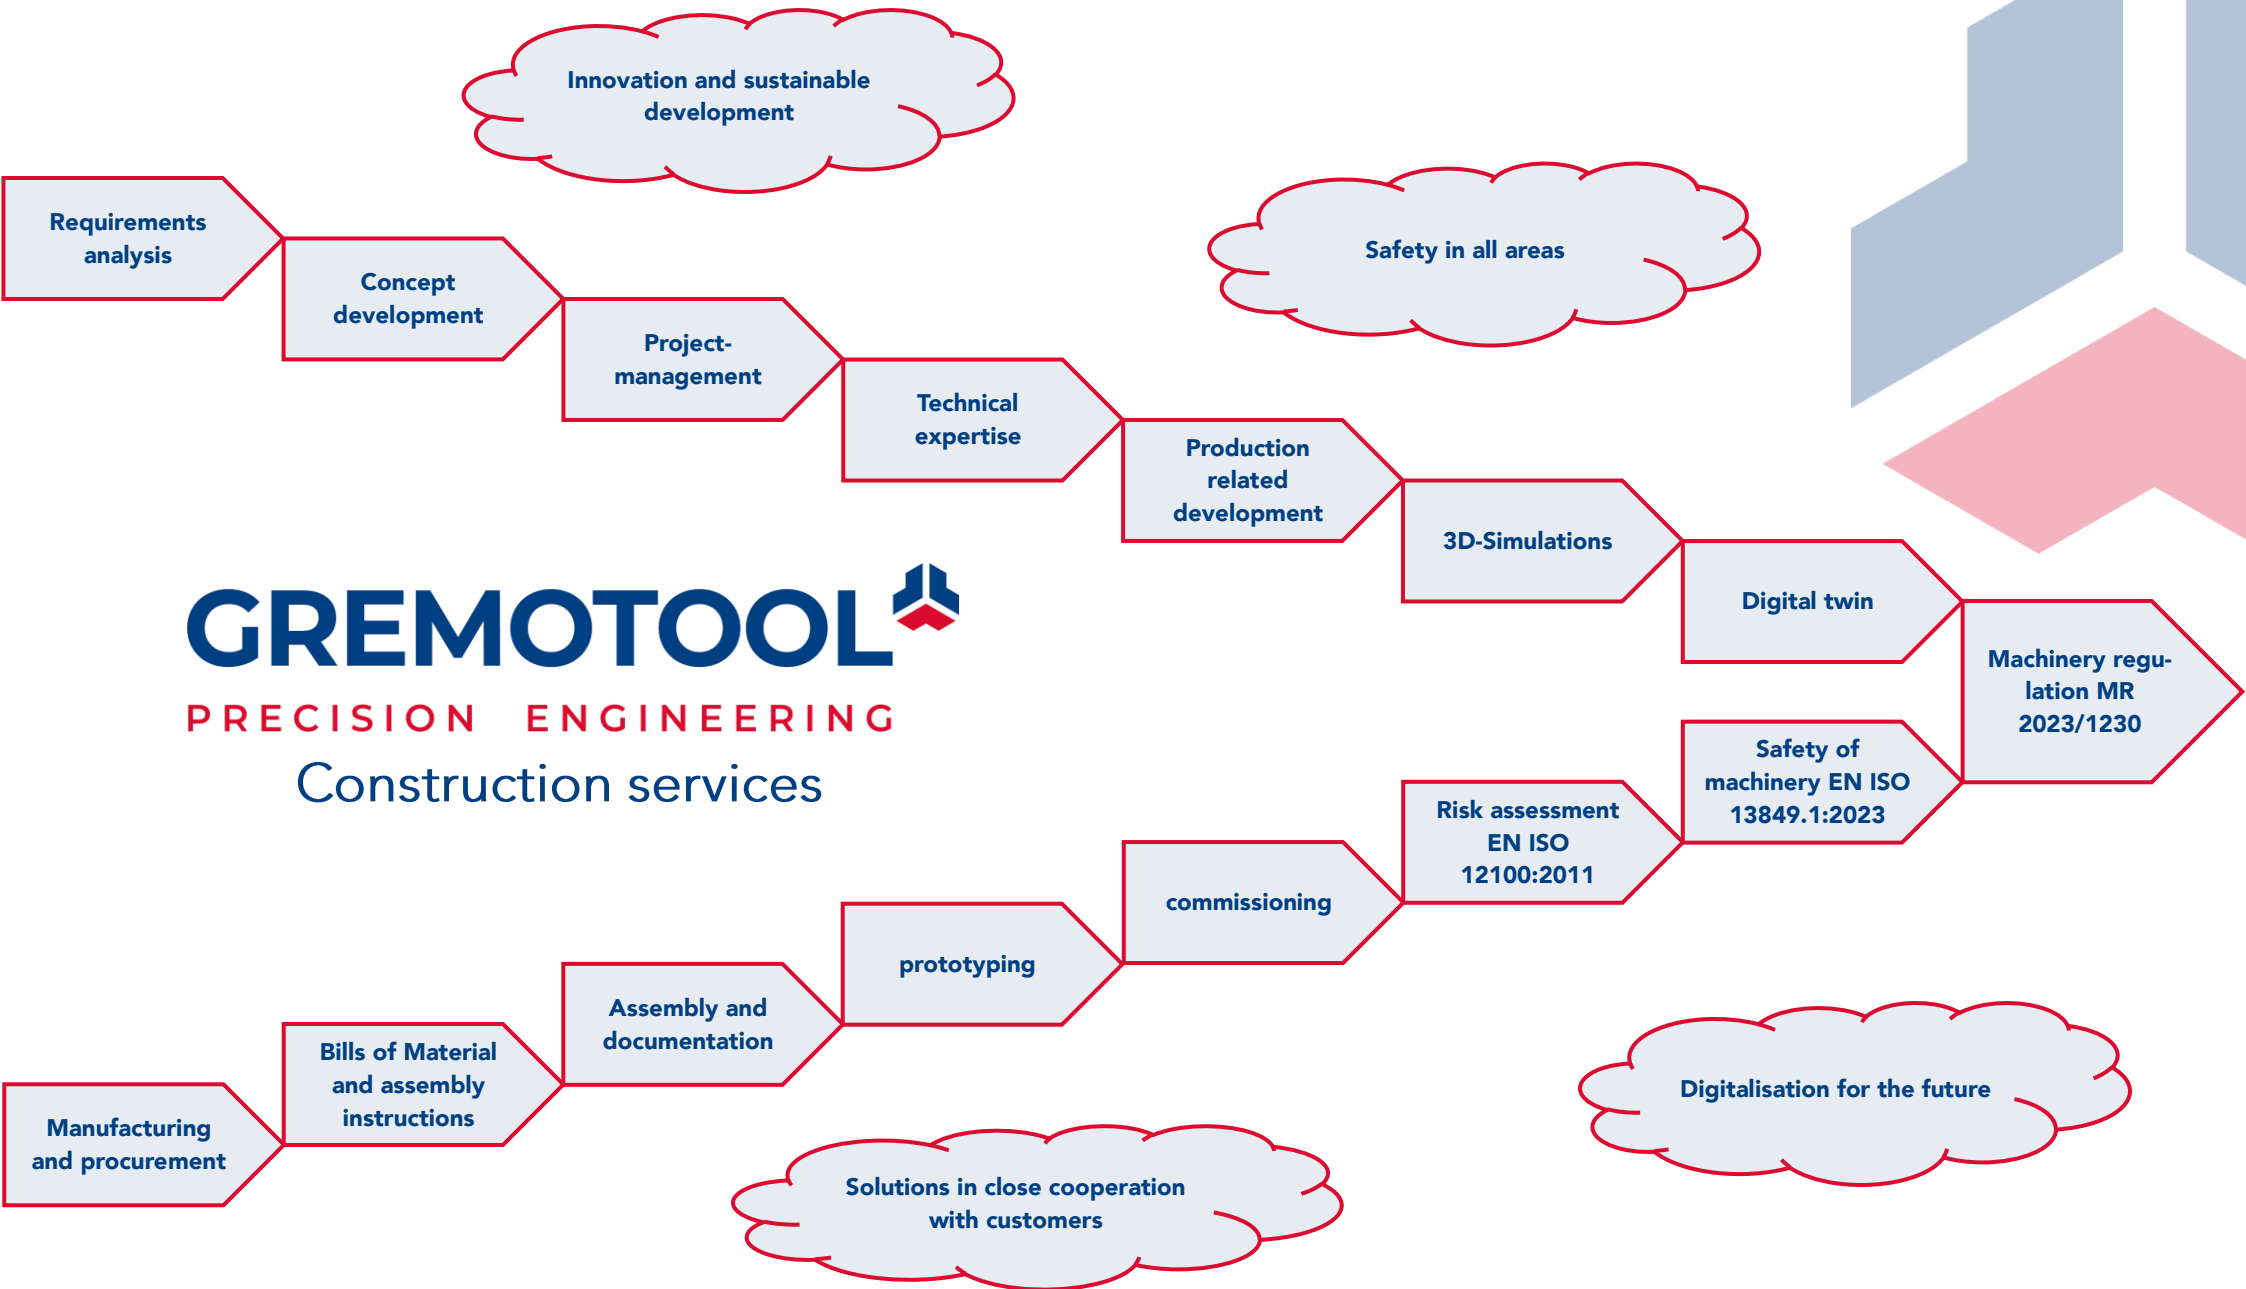 Innovation and sustainable
development
Safety in all areas
Requirements
analysis
Concept
development
Project-
management
Technical
expertise
Production
related
development
3D-Simulations
Digital twin
Machinery regu-
lation MR
2023/1230
GREMOTOOL
PRECISION ENGINEERING
Construction services
Safety of
machinery EN ISO
13849.1:2023
Risk assessment
EN ISO
12100:2011
commissioning
prototyping
Assembly and
documentation
Bills of Material
and assembly
instructions
Manufacturing
and procurement
Digitalisation for the future
Solutions in close cooperation
with customers